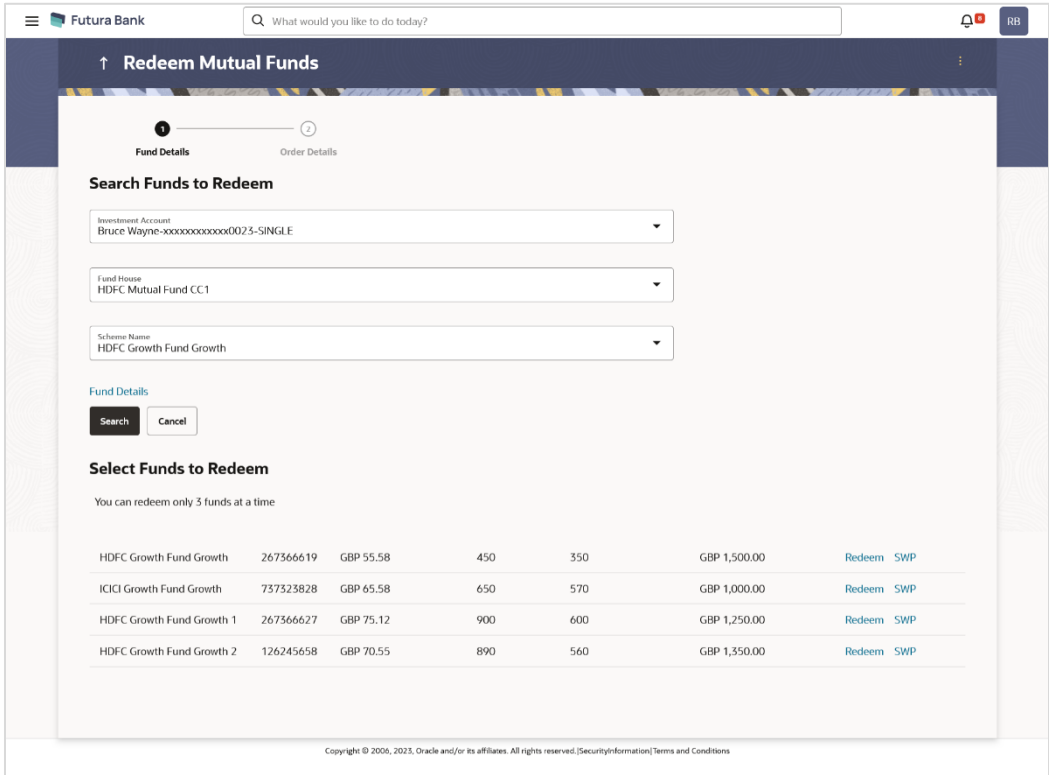 Futura Bank
What would you like to do today?
8
RB
↑ Redeem Mutual Funds
1
2
Fund Details
Order Details
Search Funds to Redeem
Investment Account
Bruce Wayne-xxxxxxxxxxxx0023-SINGLE
Fund House
HDFC Mutual Fund CC1
Scheme Name
HDFC Growth Fund Growth
Fund Details
Search Cancel
Select Funds to Redeem
You can redeem only 3 funds at a time
HDFC Growth Fund Growth 267366619 GBP 55.58 450 350 GBP 1,500.00 Redeem SWP
ICICI Growth Fund Growth 737323828 GBP 65.58 650 570 GBP 1,000.00 Redeem SWP
HDFC Growth Fund Growth 1 267366627 GBP 75.12 900 600 GBP 1,250.00 Redeem SWP
HDFC Growth Fund Growth 2 126245658 GBP 70.55 890 560 GBP 1,350.00 Redeem SWP
Copyright © 2006, 2023, Oracle and/or its affiliates. All rights reserved.|SecurityInformation|Terms and Conditions